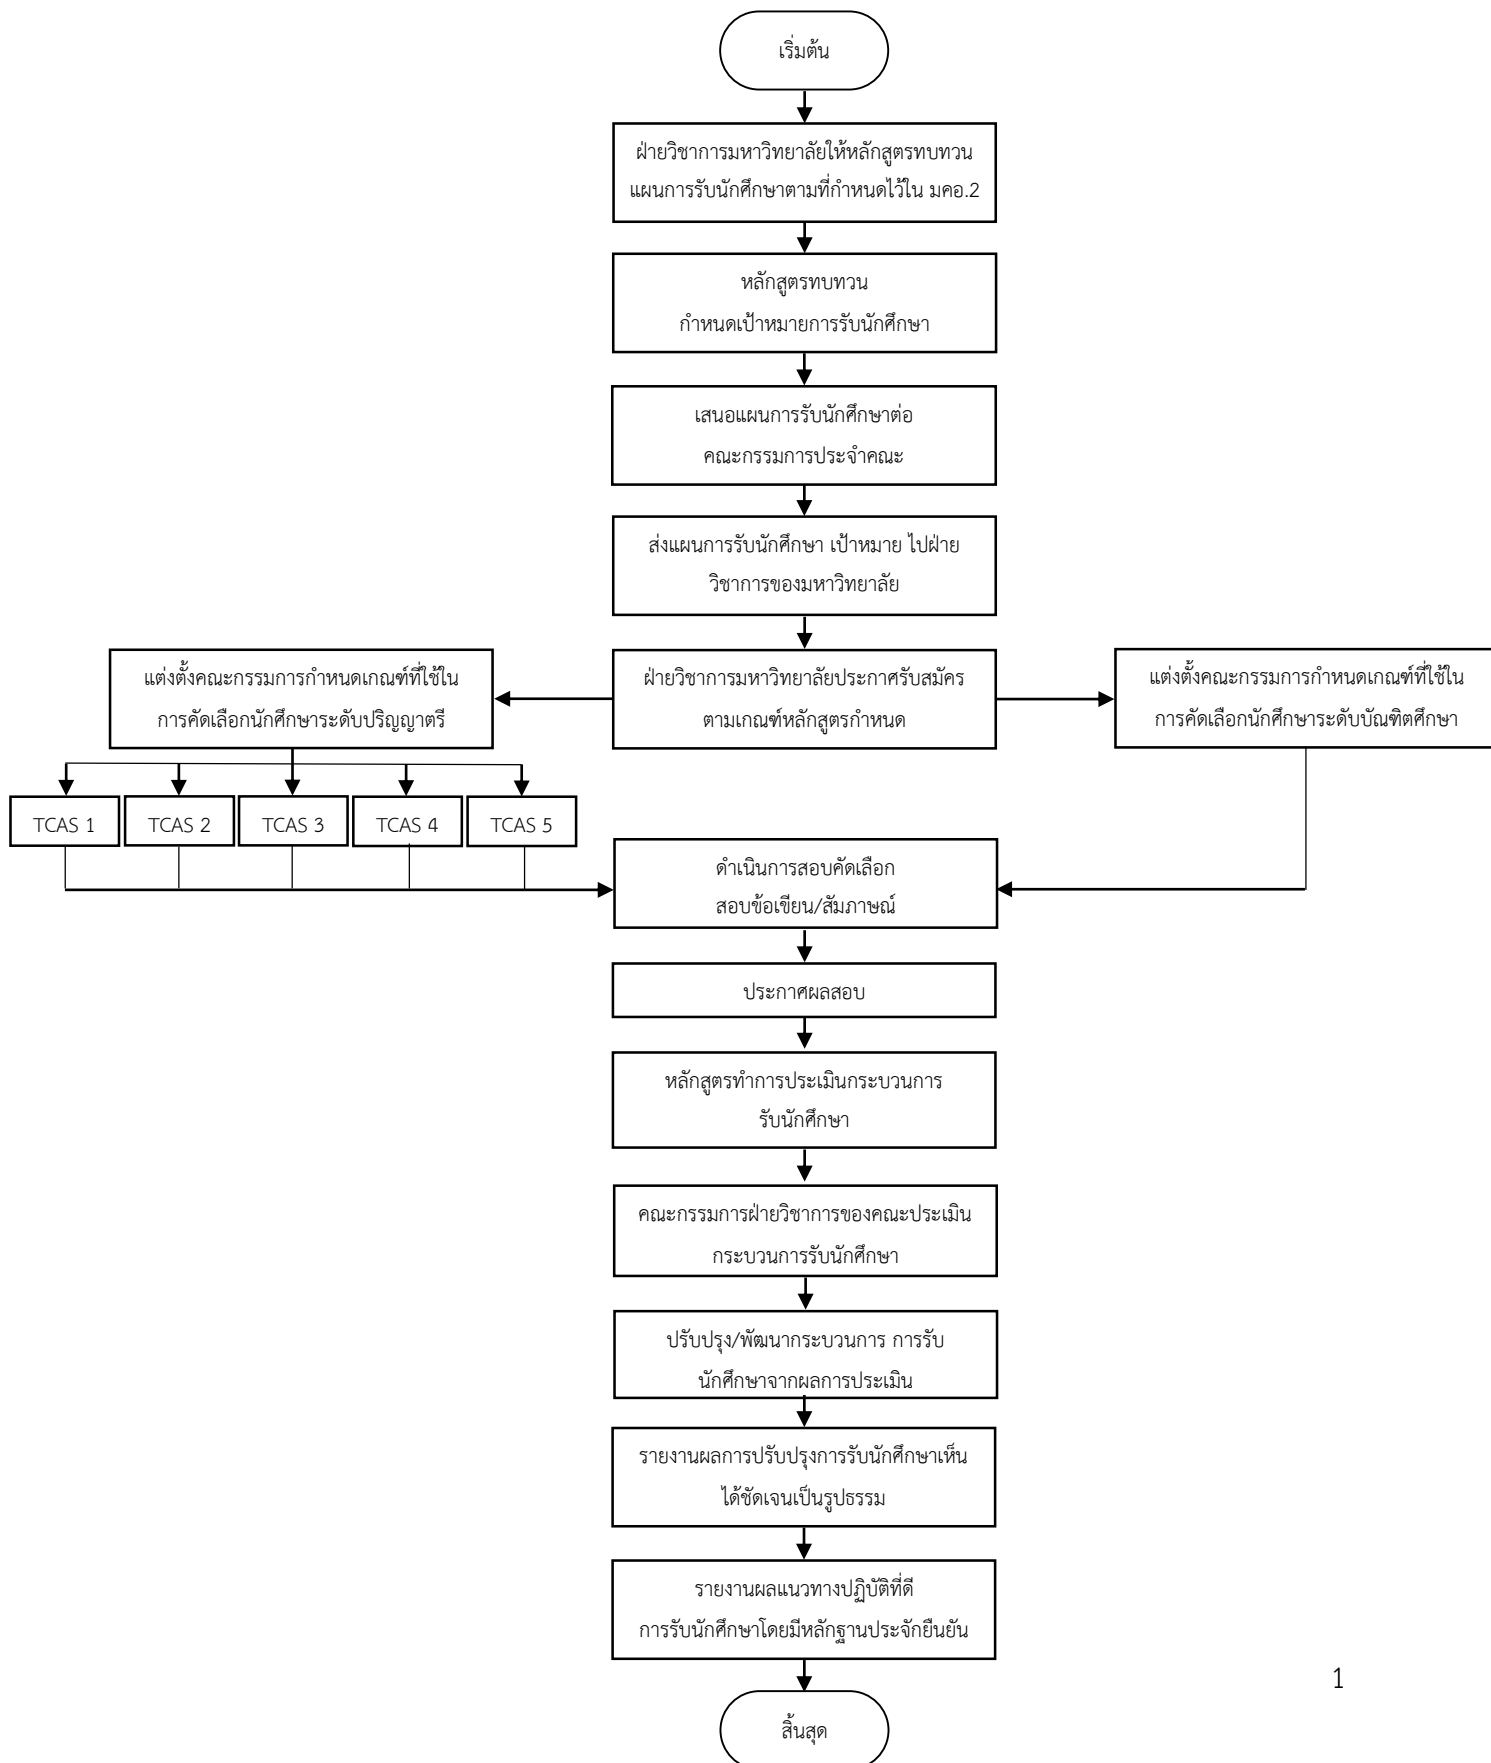 เริ่มต้น
ฝ่ายวิชาการมหาวิทยาลัยให้หลักสูตรทบทวน
แผนการรับนักศึกษาตามที่กำหนดไว้ใน มคอ.2
หลักสูตรทบทวน
กำหนดเป้าหมายการรับนักศึกษา
เสนอแผนการรับนักศึกษาต่อ
คณะกรรมการประจำคณะ
ส่งแผนการรับนักศึกษา เป้าหมาย ไปฝ่าย
วิชาการของมหาวิทยาลัย
แต่งตั้งคณะกรรมการกำหนดเกณฑ์ที่ใช้ใน
การคัดเลือกนักศึกษาระดับปริญญาตรี
ฝ่ายวิชาการมหาวิทยาลัยประกาศรับสมัคร
ตามเกณฑ์หลักสูตรกำหนด
แต่งตั้งคณะกรรมการกำหนดเกณฑ์ที่ใช้ใน
การคัดเลือกนักศึกษาระดับบัณฑิตศึกษา
TCAS 1
TCAS 2
TCAS 3
TCAS 4
TCAS 5
ดำเนินการสอบคัดเลือก
สอบข้อเขียน/สัมภาษณ์
ประกาศผลสอบ
หลักสูตรทำการประเมินกระบวนการ
รับนักศึกษา
คณะกรรมการฝ่ายวิชาการของคณะประเมิน
กระบวนการรับนักศึกษา
ปรับปรุง/พัฒนากระบวนการ การรับ
นักศึกษาจากผลการประเมิน
รายงานผลการปรับปรุงการรับนักศึกษาเห็น
ได้ชัดเจนเป็นรูปธรรม
รายงานผลแนวทางปฏิบัติที่ดี
การรับนักศึกษาโดยมีหลักฐานประจักยืนยัน
1
สิ้นสุด